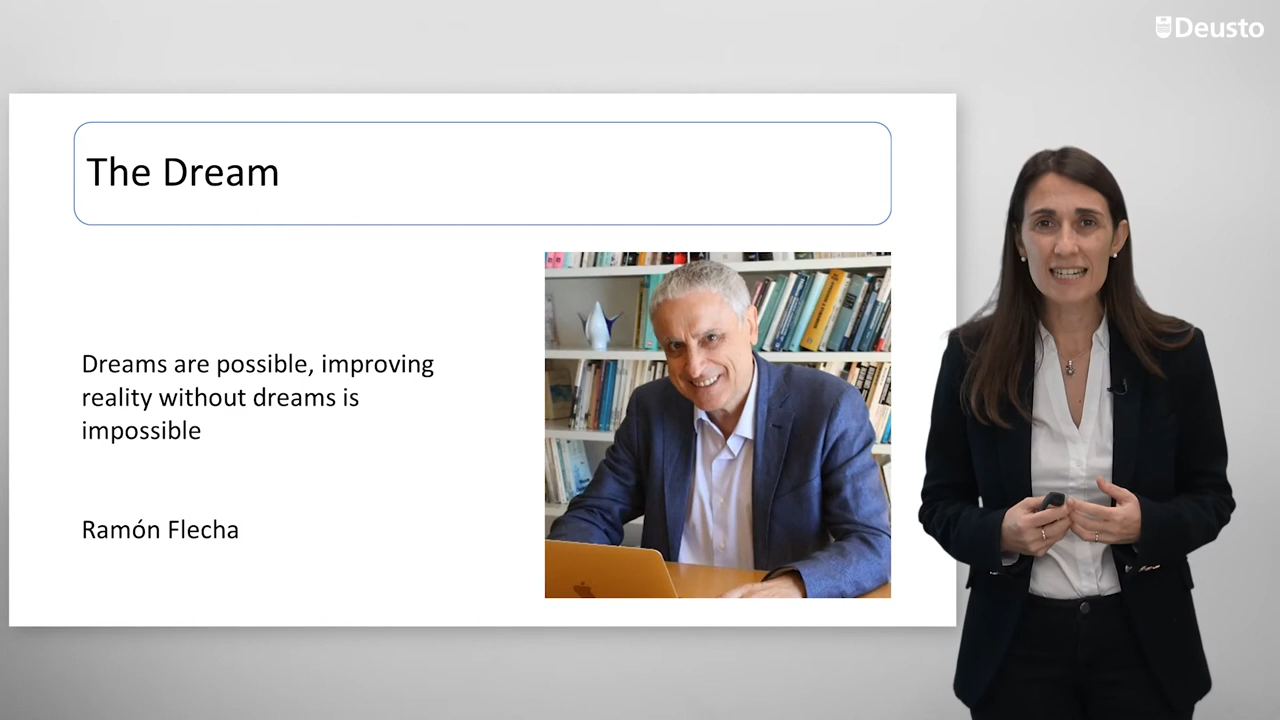 Deusto
The Dream
Dreams are possible, improving
reality without dreams is
impossible
Ramón Flecha